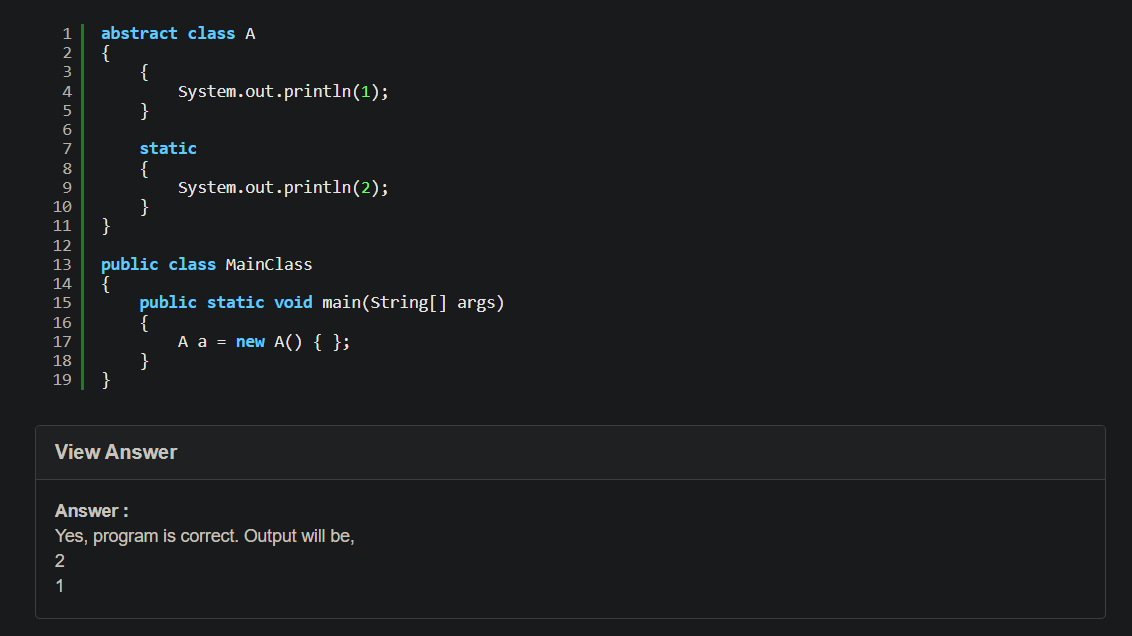 1 abstract class A
2 {
3     {
4         System.out.println(1);
5     }
6
7     static
8     {
9         System.out.println(2);
10     }
11 }
12
13 public class MainClass
14 {
15     public static void main(String[] args)
16     {
17         A a = new A() { };
18     }
19 }
View Answer
Answer :
Yes, program is correct. Output will be,
2
1